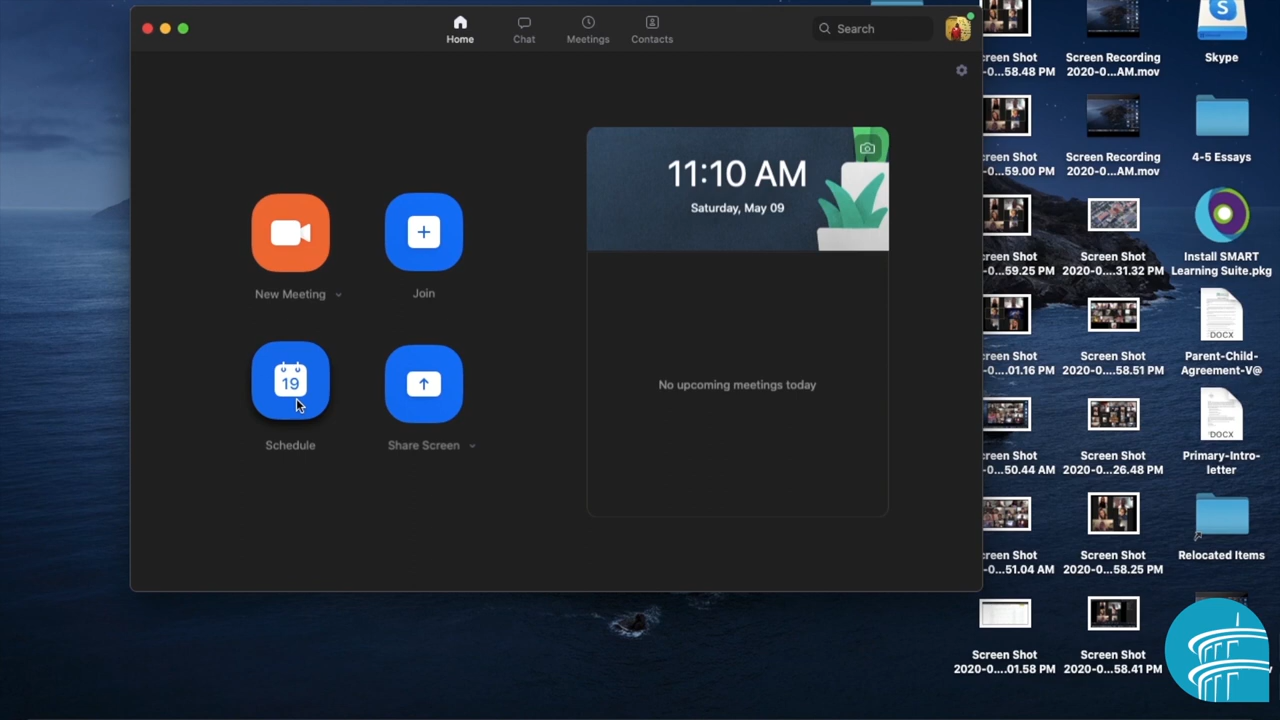 Home
Chat
Meetings
Contacts
Search
11:10 AM
Saturday, May 09
No upcoming meetings today
New Meeting
Join
19
Schedule
Share Screen
creen Shot
-0...58.48 PM
Screen Recording
2020-0...AM.mov
S
Skype
creen Shot
-0...59.00 PM
Screen Recording
2020-0...AM.mov
4-5 Essays
creen Shot
-0...59.25 PM
Screen Shot
2020-0....31.32 PM
Install SMART
Learning Suite.pkg
creen Shot
-0....01.16 PM
Screen Shot
2020-0...58.51 PM
DOCX
Parent-Child-
Agreement-V@
creen Shot
-0...50.44 AM
Screen Shot
2020-0...26.48 PM
DOCX
Primary-Intro-
letter
creen Shot
-0...51.04 AM
Screen Shot
2020-0...58.25 PM
Relocated Items
Screen Shot
2020-0....01.58 PM
Screen Shot
2020-0...58.41 PM